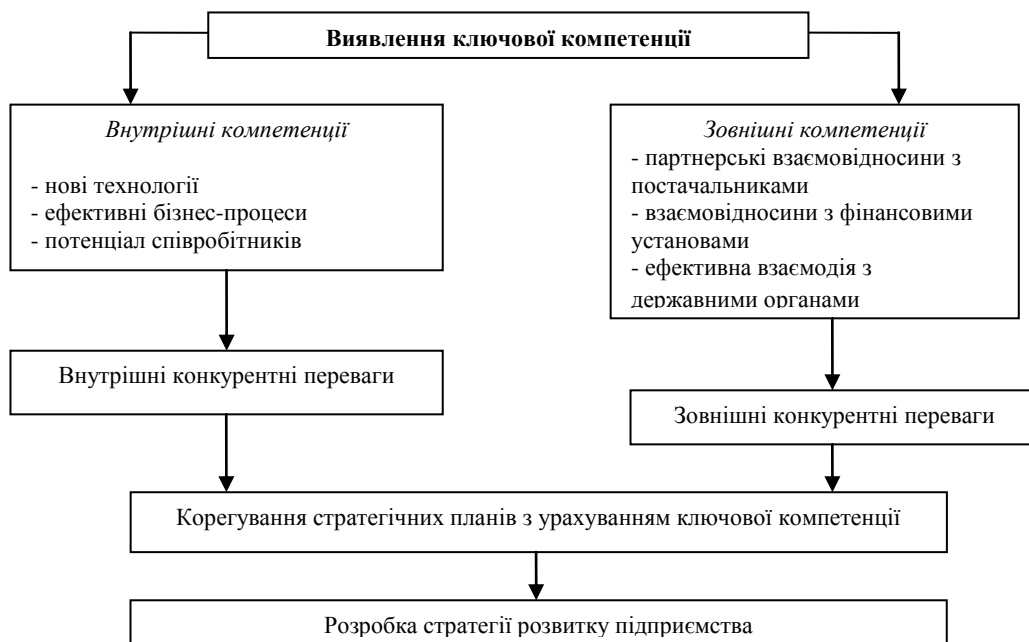 Виявлення ключової компетенції
Внутрішні компетенції
- нові технології
- ефективні бізнес-процеси
- потенціал співробітників
Зовнішні компетенції
- партнерські взаємовідносини з
постачальниками
- взаємовідносини з фінансовими
установами
- ефективна взаємодія з
державними органами
Внутрішні конкурентні переваги
Зовнішні конкурентні переваги
Корегування стратегічних планів з урахуванням ключової компетенції
Розробка стратегії розвитку підприємства